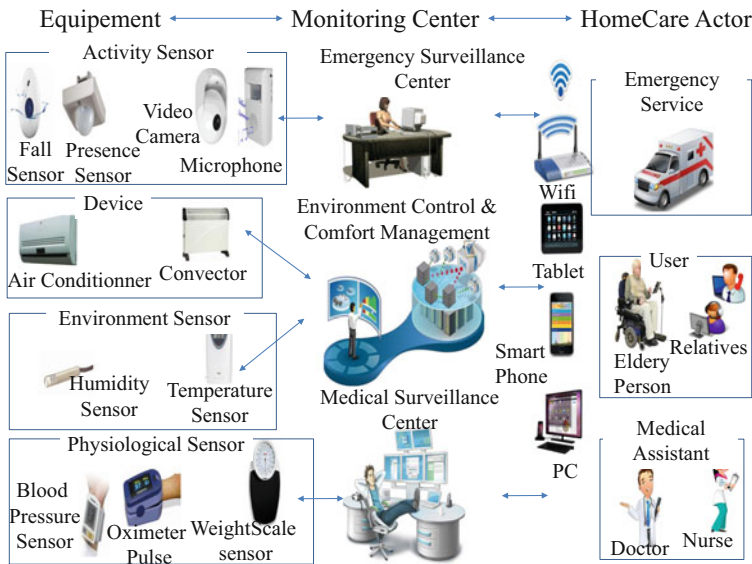 Equipement
Monitoring Center
HomeCare Actor
Activity Sensor
Video
Camera
Fall
Sensor
Presence
Sensor
Microphone
Device
Air Conditionner
Convector
Environment Sensor
Humidity
Sensor
Temperature
Sensor
Physiological Sensor
Blood
Pressure
Sensor
Oximeter
Pulse
WeightScale
sensor
Emergency Surveillance
Center
Environment Control &
Comfort Management
Medical Surveillance
Center
Wifi
Tablet
Smart
Phone
PC
Emergency
Service
User
Eldery
Person
Relatives
Medical
Assistant
Doctor
Nurse